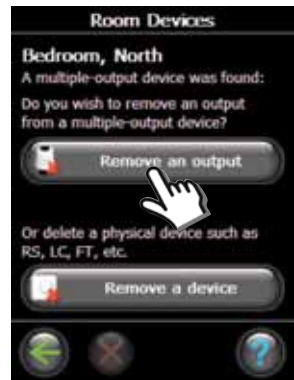 Room Devices
Bedroom, North
A multiple-output device was found:
Do you wish to remove an output
from a multiple-output device?
Remove an output
Or delete a physical device such as
RS, LC, FT, etc.
Remove a device
?